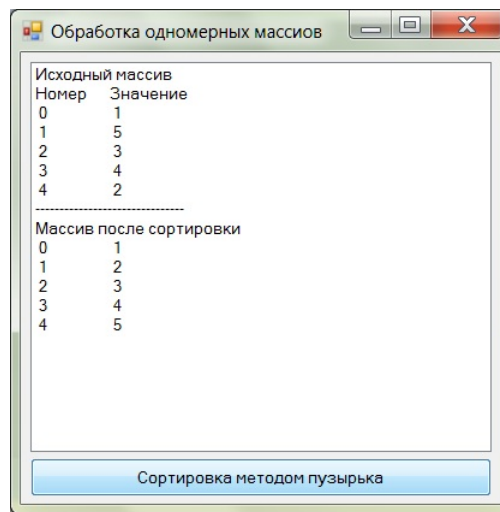 Обработка одномерных массиов
Исходный массив
Номер Значение
0 1
1 5
2 3
3 4
4 2
-------------------------------
Массив после сортировки
0 1
1 2
2 3
3 4
4 5
Сортировка методом пузырька